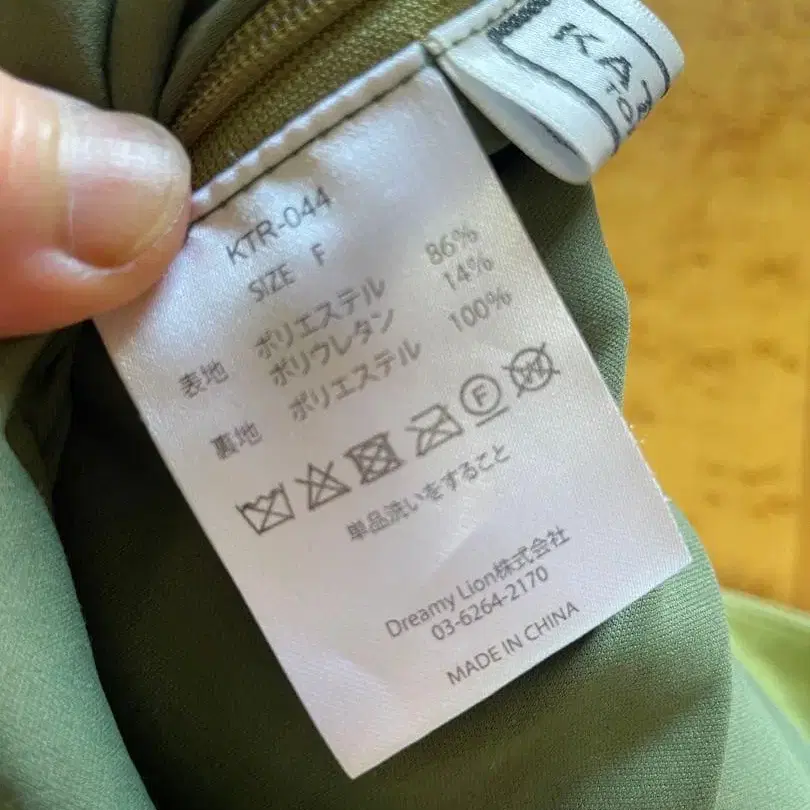 KTR-044
SIZE F
表地 ポリエステル 86%
ポリウレタン 14%
裏地 ポリエステル 100%
F
W
単品洗いをすること
Dreamy Lion株式会社
03-6264-2170
MADE IN CHINA